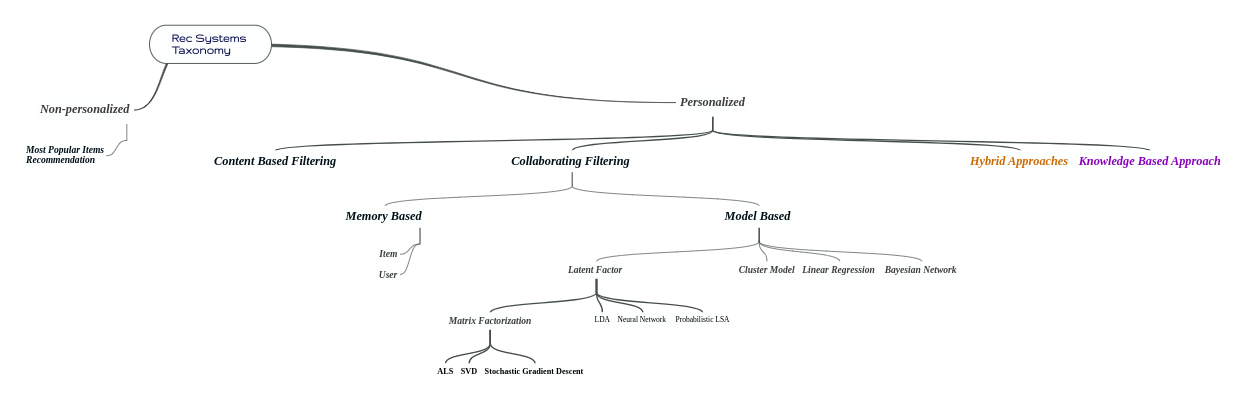 Rec Systems
Taxonomy
Non-personalized
Personalized
Most Popular Items
Recommendation
Content Based Filtering
Collaborating Filtering
Hybrid Approaches
Knowledge Based Approach
Memory Based
Model Based
Item
User
Latent Factor
Cluster Model
Linear Regression
Bayesian Network
Matrix Factorization
LDA
Neural Network
Probabilistic LSA
ALS
SVD
Stochastic Gradient Descent